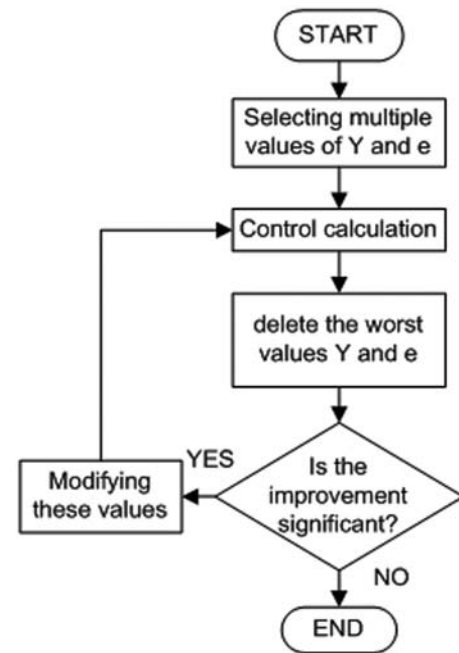 START
Selecting multiple
values of Y and e
Control calculation
delete the worst
values Y and e
Is the
improvement
significant?
YES
Modifying
these values
NO
END